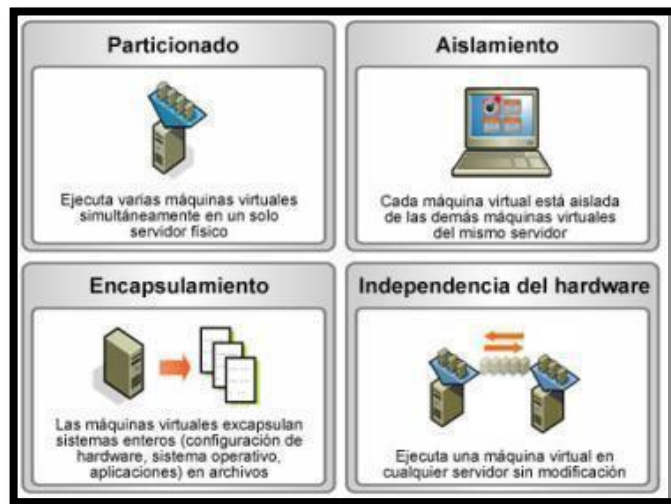 Particionado
Ejecuta varias máquinas virtuales
simultáneamente en un solo
servidor físico
Aislamiento
Cada máquina virtual está aislada
de las demás máquinas virtuales
del mismo servidor
Encapsulamiento
Las máquinas virtuales excapsulan
sistemas enteros (configuración de
hardware, sistema operativo,
aplicaciones) en archivos
Independencia del hardware
Ejecuta una máquina virtual en
cualquier servidor sin modificación